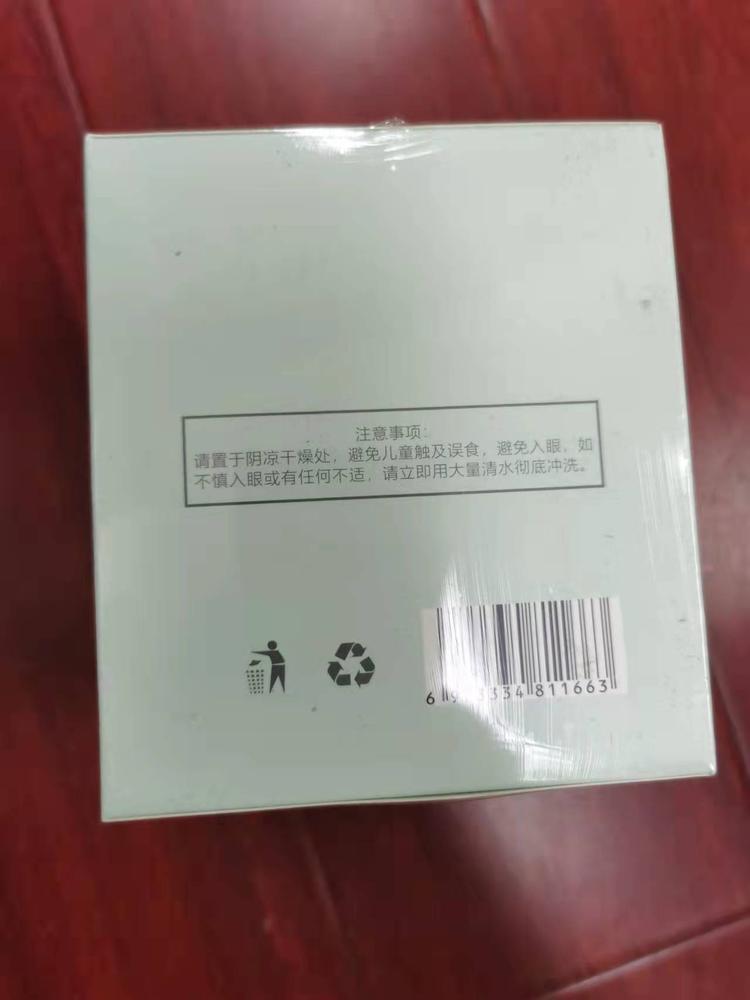 注意事项:
请置于阴凉干燥处，避免儿童触及误食，避免入眼，如
不慎入眼或有任何不适，请立即用大量清水彻底冲洗。